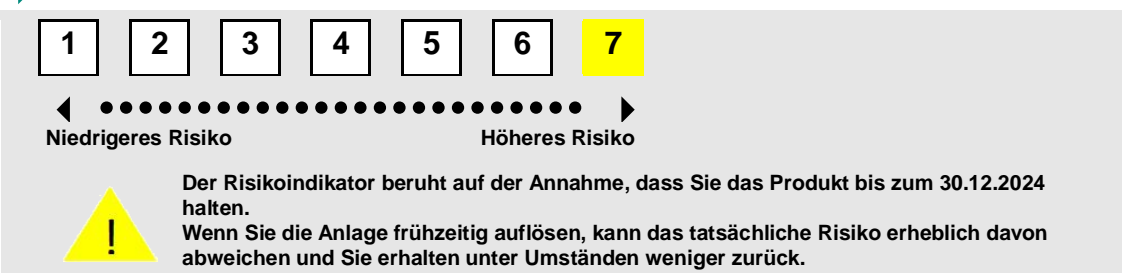 1 2 3 4 5 6 7
Niedrigeres Risiko Höheres Risiko
Der Risikoindikator beruht auf der Annahme, dass Sie das Produkt bis zum 30.12.2024
halten.
Wenn Sie die Anlage frühzeitig auflösen, kann das tatsächliche Risiko erheblich davon
abweichen und Sie erhalten unter Umständen weniger zurück.
!